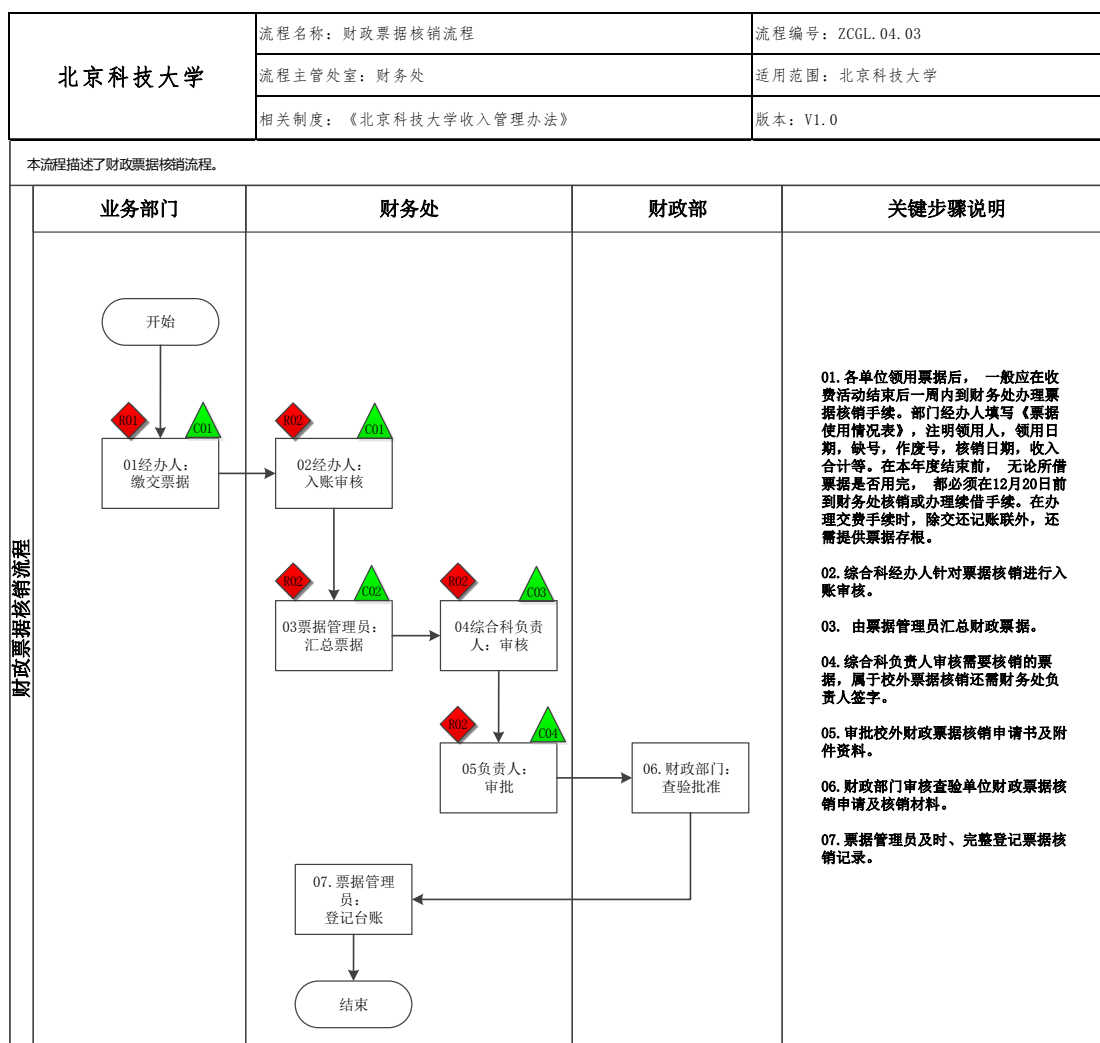 北京科技大学
流程名称: 财政票据核销流程
流程编号: ZCGL.04.03
流程主管处室: 财务处
适用范围: 北京科技大学
相关制度: 《北京科技大学收入管理办法》
版本: V1.0
本流程描述了财政票据核销流程。
财政票据核销流程
业务部门
财务处
财政部
关键步骤说明
开始
R01
C01
01经办人:
缴交票据
R02
C01
02经办人:
入账审核
R02
C02
03票据管理员:
汇总票据
R02
C03
04综合科负责
人: 审核
R02
C04
05负责人:
审批
06.财政部门:
查验批准
07.票据管理
员:
登记台账
结束
01.各单位领用票据后, 一般应在收
费活动结束后一周内到财务处办理票
据核销手续。部门经办人填写《票据
使用情况表》, 注明领用人, 领用日
期, 缺号, 作废号, 核销日期, 收入
合计等。在本年度结束前, 无论所借
票据是否用完, 都必须在12月20日前
到财务处核销或办理续借手续。在办
理交费手续时, 除交还记账联外, 还
需提供票据存根。
02.综合科经办人针对票据核销进行入
账审核。
03. 由票据管理员汇总财政票据。
04.综合科负责人审核需要核销的票
据, 属于校外票据核销还需财务处负
责人签字。
05.审批校外财政票据核销申请书及附
件资料。
06.财政部门审核查验单位财政票据核
销申请及核销材料。
07.票据管理员及时、完整登记票据核
销记录。